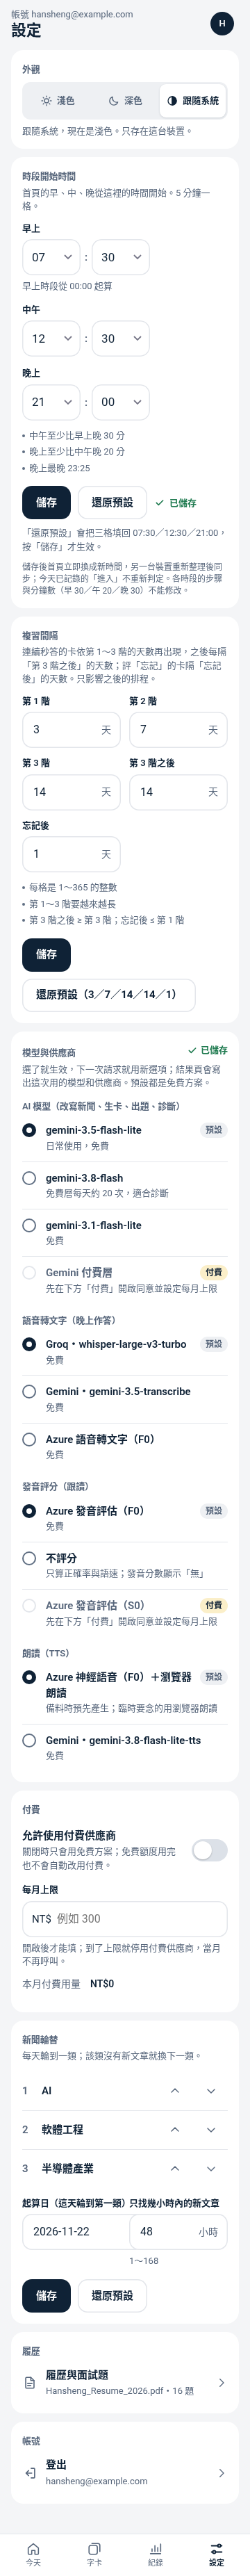 帳號 hansheng@example.com
設定
H
外觀
淺色
深色
跟隨系統
跟隨系統，現在是淺色。只存在這台裝置。
時段開始時間
首頁的早、中、晚從這裡的時間開始。5 分鐘一
格。
早上
07 : 30
早上時段從 00:00 起算
中午
12 : 30
晚上
21 : 00
• 中午至少比早上晚 30 分
• 晚上至少比中午晚 20 分
• 晚上最晚 23:25
儲存
還原預設
已儲存
「還原預設」會把三格填回 07:30／12:30／21:00，
按「儲存」才生效。
儲存後首頁立即換成新時間，另一台裝置重新整理後同
步；今天已記錄的「進入」不重新判定。各時段的步驟
與分鐘數（早 30／午 20／晚 30）不能修改。
複習間隔
連續秒答的卡依第 1～3 階的天數再出現，之後每隔
「第 3 階之後」的天數；評「忘記」的卡隔「忘記
後」的天。只影響之後的排程。
第 1 階
第 2 階
3 天
7 天
第 3 階
第 3 階之後
14 天
14 天
忘記後
1 天
• 每格是 1～365 的整數
• 第 1～3 階要越來越長
• 第 3 階之後 ≥ 第 3 階；忘記後 ≤ 第 1 階
儲存
還原預設（3／7／14／14／1）
模型與供應商
已儲存
選了就生效，下一次請求就用新選項；結果頁會寫
出這次用的模型和供應商。預設都是免費方案。
AI 模型（改寫新聞、生卡、出題、診斷）
gemini-3.5-flash-lite
預設
日常使用，免費
gemini-3.8-flash
免費層每天約 20 次，適合診斷
gemini-3.1-flash-lite
免費
Gemini 付費層
付費
先在下方「付費」開啟同意並設定每月上限
語音轉文字（晚上作答）
Groq・whisper-large-v3-turbo
預設
免費
Gemini・gemini-3.5-transcribe
免費
Azure 語音轉文字（F0）
免費
發音評分（跟讀）
Azure 發音評估（F0）
預設
免費
不評分
只算正確率與語速；發音分數顯示「無」
Azure 發音評估（S0）
付費
先在下方「付費」開啟同意並設定每月上限
朗讀（TTS）
Azure 神經語音（F0）＋瀏覽器
朗讀
預設
備料時預先產生；臨時要念的用瀏覽器朗讀
Gemini・gemini-3.8-flash-lite-tts
免費
付費
允許使用付費供應商
關閉時只會用免費方案；免費額度用完
也不會自動改用付費。
每月上限
NT$ 例如 300
開啟後才能填；到了上限就停用付費供應商，當月
不再呼叫。
本月付費用量 NT$0
新聞輪替
每天輪到一類；該類沒有新文章就換下一類。
1 AI
2 軟體工程
3 半導體產業
起算日（這天輪到第一類）
只找幾小時內的新文章
2026-11-22
48 小時
1～168
儲存
還原預設
履歷
履歷與面試題
Hansheng_Resume_2026.pdf・16 題
帳號
登出
hansheng@example.com
今天
字卡
紀錄
設定